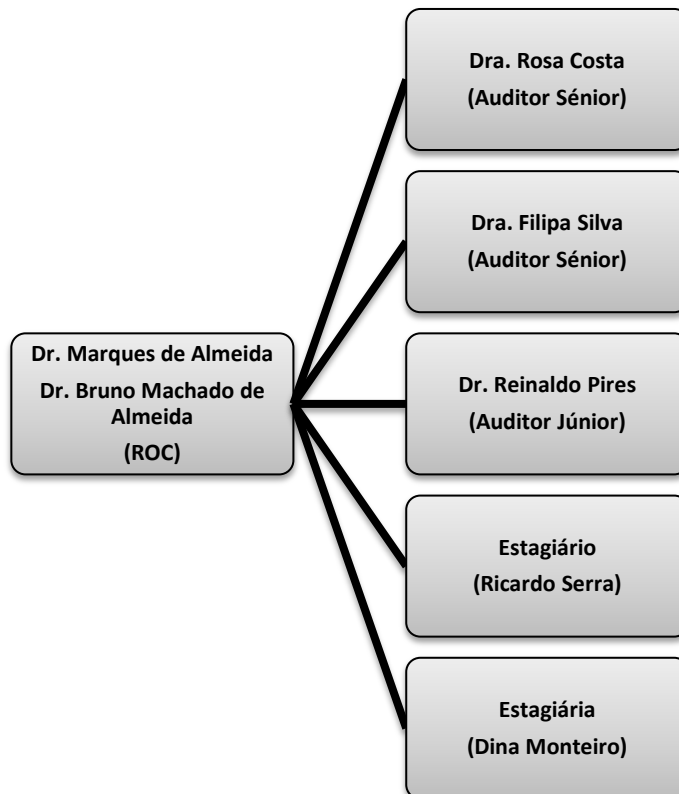 Dra. Rosa Costa
(Auditor Sénior)
Dra. Filipa Silva
(Auditor Sénior)
Dr. Marques de Almeida
Dr. Bruno Machado de
Almeida
(ROC)
Dr. Reinaldo Pires
(Auditor Júnior)
Estagiário
(Ricardo Serra)
Estagiária
(Dina Monteiro)